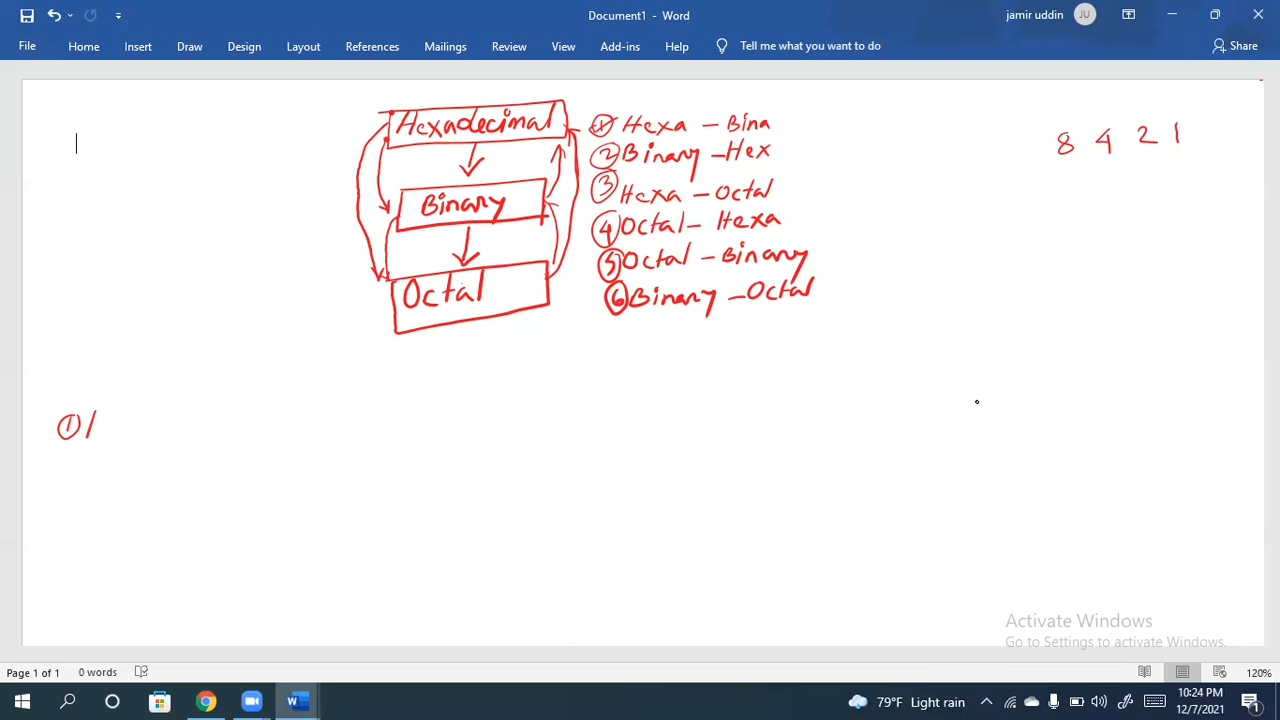 Document1 - Word
jamir uddin JU
File Home Insert Draw Design Layout References Mailings Review View Add-ins Help Tell me what you want to do Share
Hexadecimal
Binary
Octal
① Hexa - Bina
② Binary - Hex
③ Hexa - Octal
④ Octal - Hexa
⑤ Octal - Binary
⑥ Binary - Octal
8 4 2 1
① /
Activate Windows
Go to Settings to activate Windows.
Page 1 of 1 0 words 120%
79°F Light rain
10:24 PM
12/7/2021
1